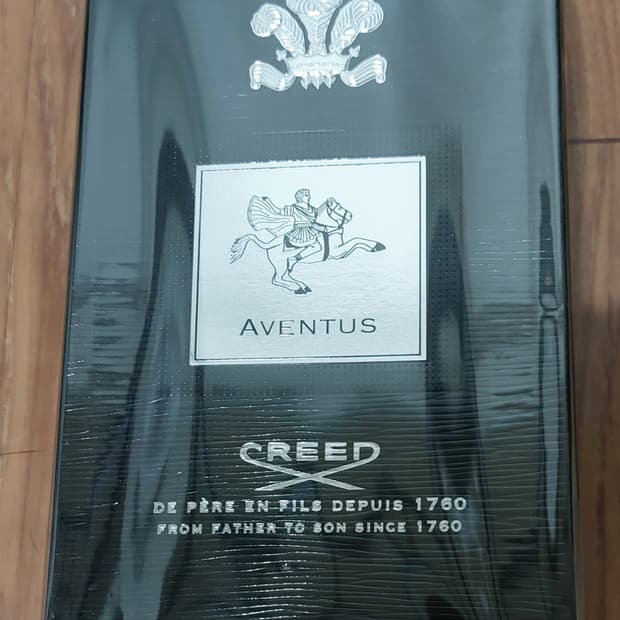 AVENTUS
CREED
DE PÈRE EN FILS DEPUIS 1760
FROM FATHER TO SON SINCE 1760